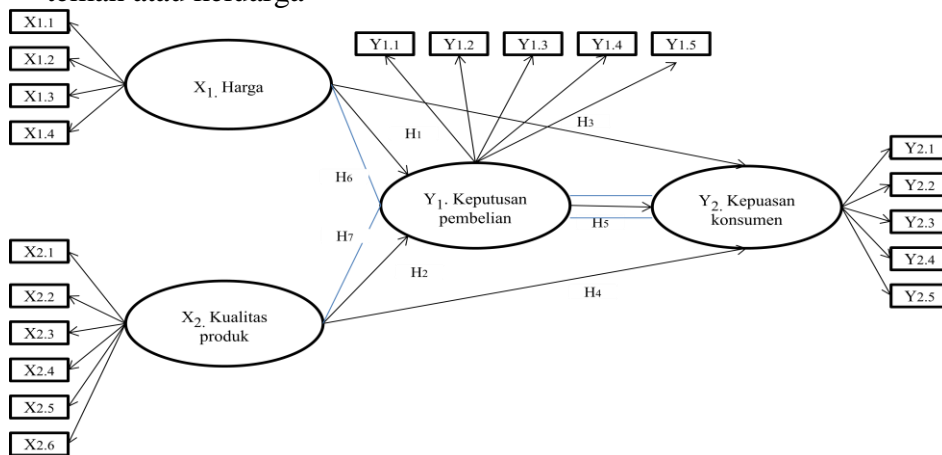 teman atau keluarga
X1.1
X1.2
X1.3
X1.4
X1. Harga
Y1.1
Y1.2
Y1.3
Y1.4
Y1.5
H1
H3
H6
Y1. Keputusan
pembelian
H5
Y2. Kepuasan
konsumen
Y2.1
Y2.2
Y2.3
Y2.4
Y2.5
H7
H2
H4
X2.1
X2.2
X2.3
X2.4
X2.5
X2.6
X2. Kualitas
produk